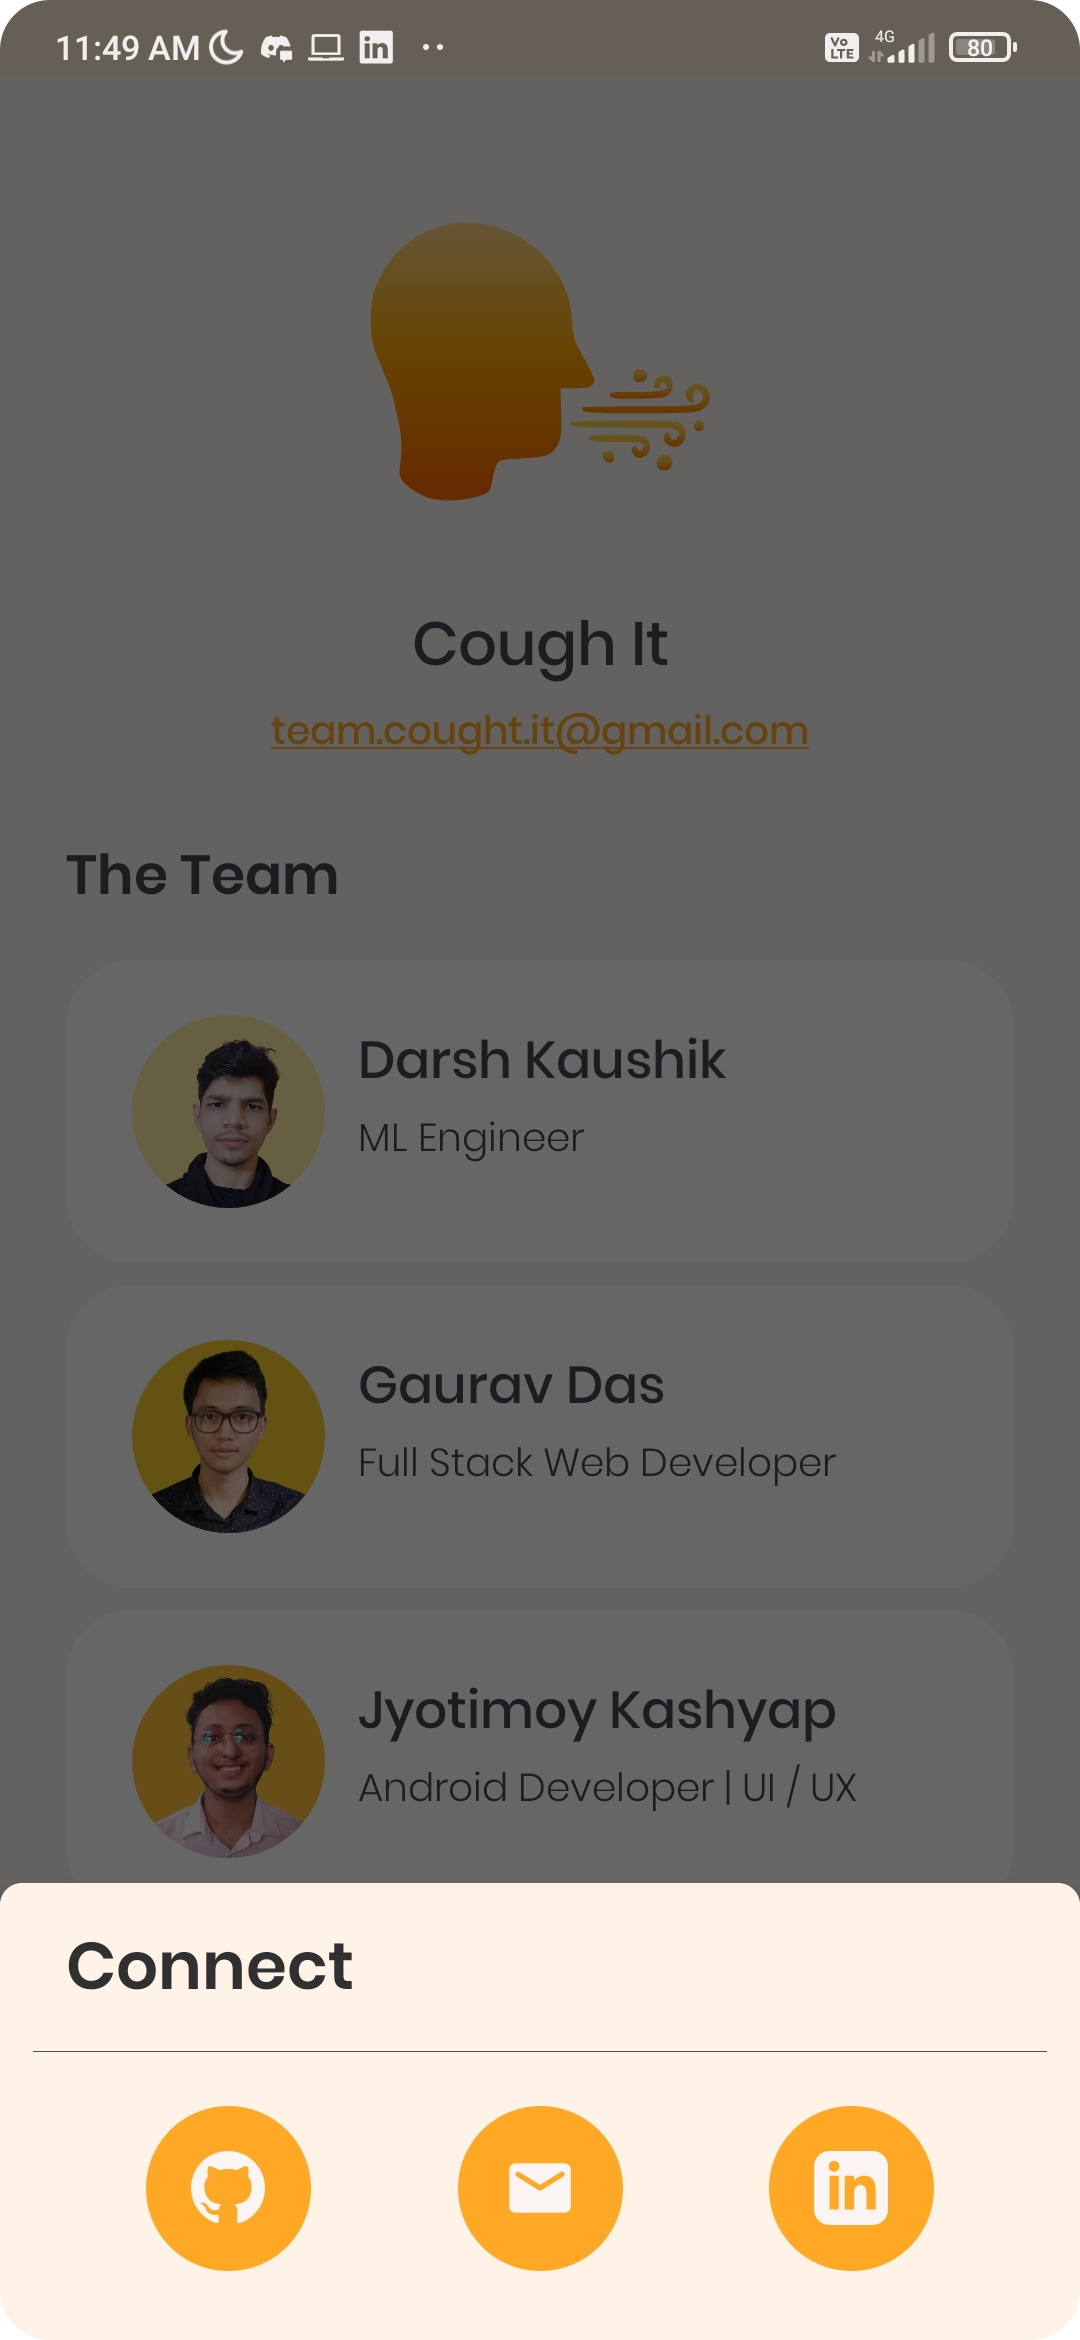 11:49 AM
Vo LTE 4G 80
Cough It
team.cought.it@gmail.com
The Team
Darsh Kaushik
ML Engineer
Gaurav Das
Full Stack Web Developer
Jyotimoy Kashyap
Android Developer | UI / UX
Connect
in